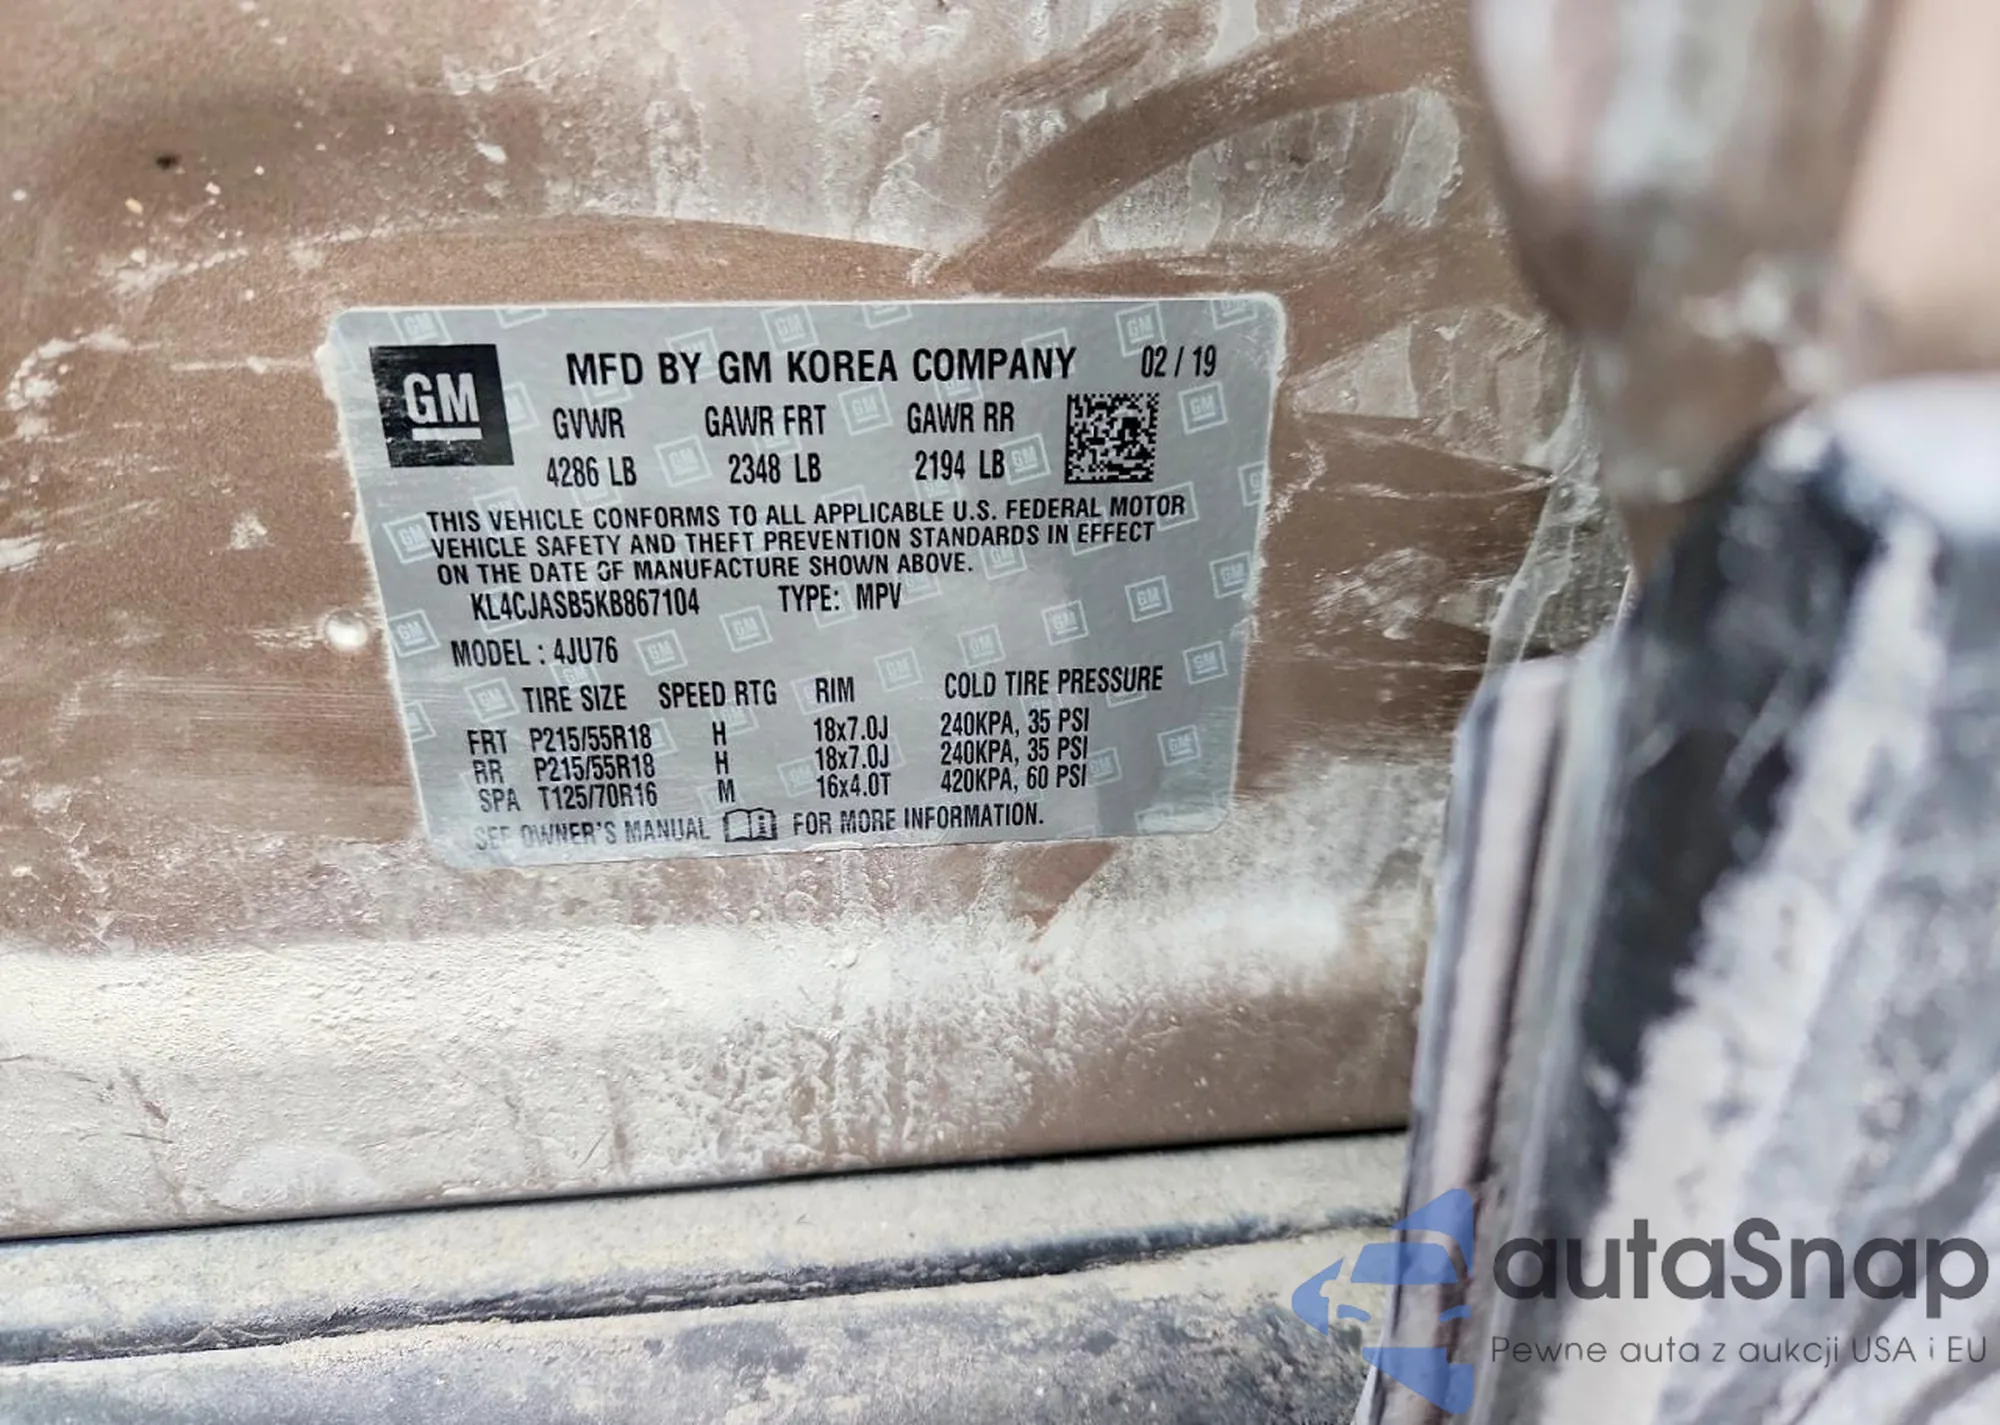 GM
MFD BY GM KOREA COMPANY 02 / 19
GVWR GAWR FRT GAWR RR
4286 LB 2348 LB 2194 LB
THIS VEHICLE CONFORMS TO ALL APPLICABLE U.S. FEDERAL MOTOR
VEHICLE SAFETY AND THEFT PREVENTION STANDARDS IN EFFECT
ON THE DATE OF MANUFACTURE SHOWN ABOVE.
KL4CJASB5KB867104 TYPE: MPV
MODEL : 4JU76
TIRE SIZE SPEED RTG RIM COLD TIRE PRESSURE
FRT P215/55R18 H 18x7.0J 240KPA, 35 PSI
RR P215/55R18 H 18x7.0J 240KPA, 35 PSI
SPA T125/70R16 M 16x4.0T 420KPA, 60 PSI
SEE OWNER'S MANUAL FOR MORE INFORMATION.
autaSnap
Pewne auta z aukcji USA i EU